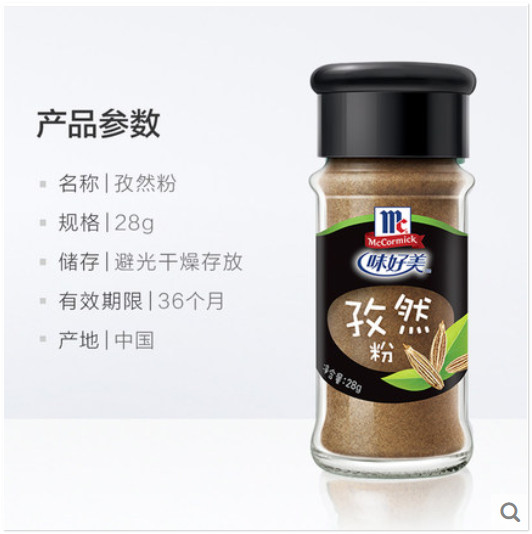 产品参数
名称|孜然粉
规格|28g
储存|避光干燥存放
有效期限|36个月
产地|中国
Mc
McCormick
味好美
孜然
粉
净含量:28g